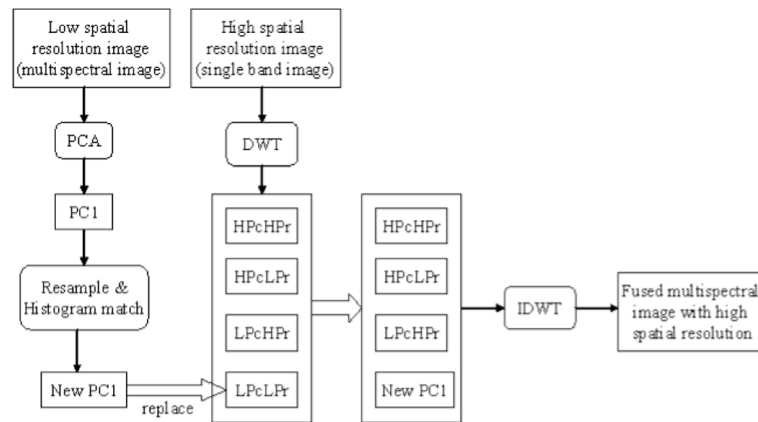 Low spatial
resolution image
(multispectral image)
High spatial
resolution image
(single band image)
PCA
DWT
PC1
HPcHPr
HPcLPr
LPcHPr
LPcLPr
HPcHPr
HPcLPr
LPcHPr
New PC1
Resample &
Histogram match
New PC1
replace
IDWT
Fused multispectral
image with high
spatial resolution